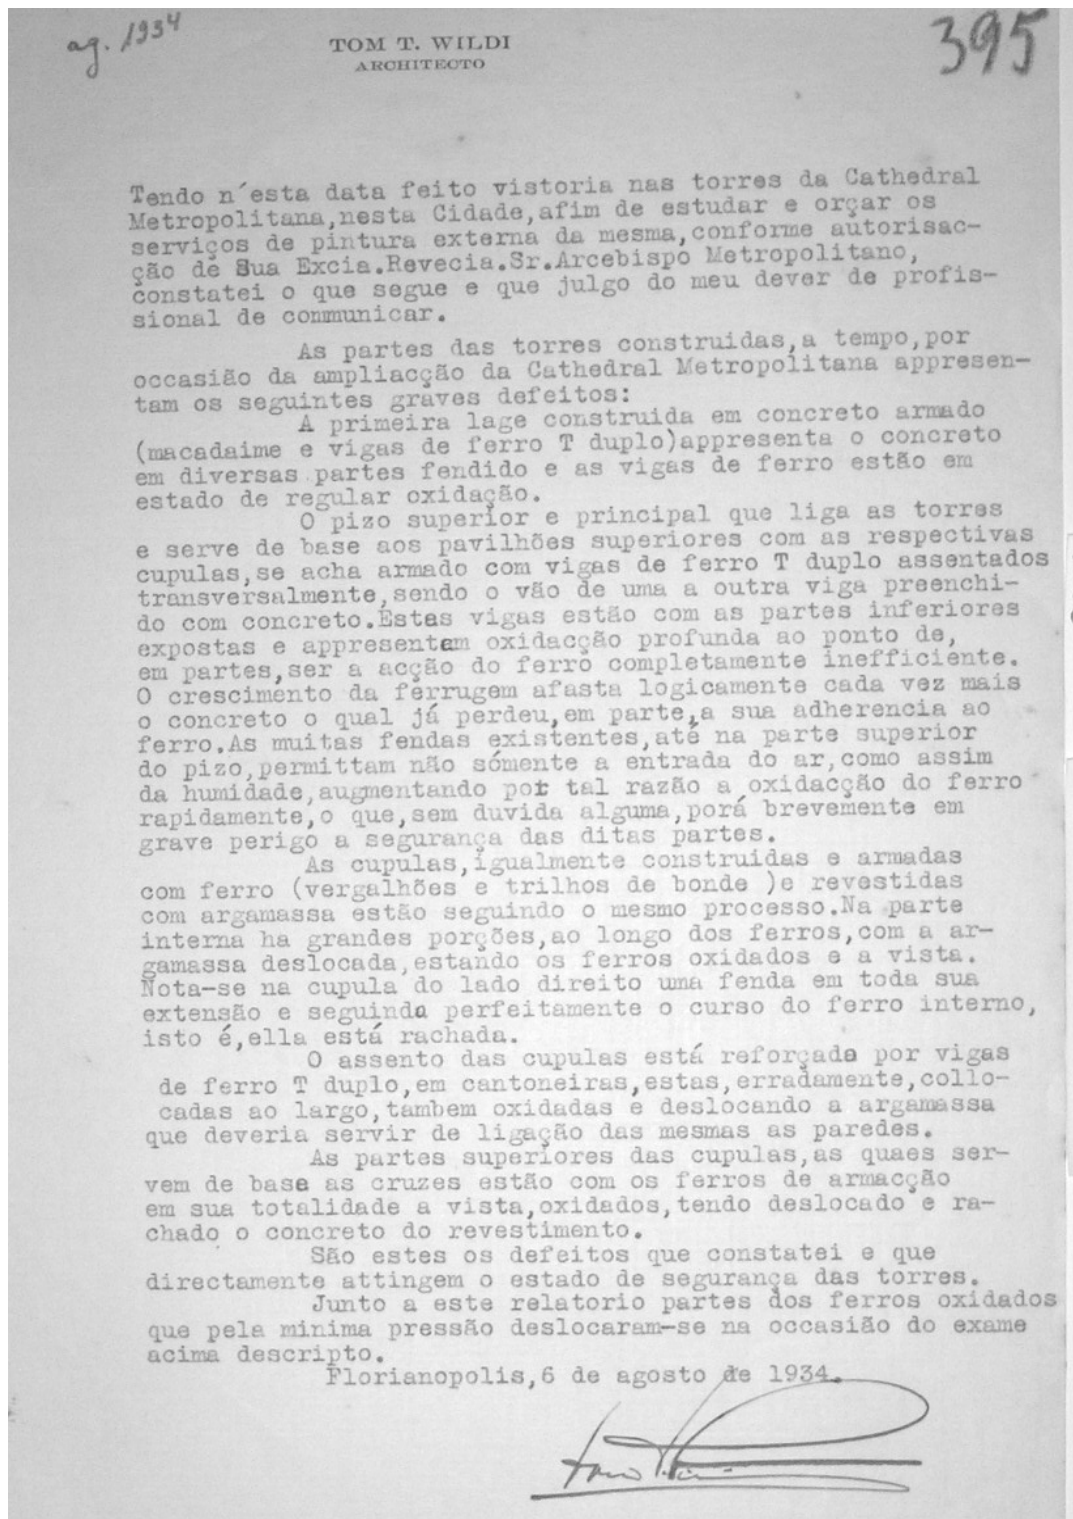 ag. 1934
395
TOM T. WILDI
ARCHITECTO
Tendo n´esta data feito vistoria nas torres da Cathedral
Metropolitana,nesta Cidade,afim de estudar e orçar os
serviços de pintura externa da mesma,conforme autorisac-
ção de Sua Excia.Revecia.Sr.Arcebispo Metropolitano,
constatei o que segue e que julgo do meu dever de profis-
sional de communicar.
As partes das torres construidas,a tempo,por
occasião da ampliacção da Cathedral Metropolitana appresen-
tam os seguintes graves defeitos:
A primeira lage construida em concreto armado
(macadaime e vigas de ferro T duplo)appresenta o concreto
em diversas partes fendido e as vigas de ferro estão em
estado de regular oxidação.
O pizo superior e principal que liga as torres
e serve de base aos pavilhões superiores com as respectivas
cupulas,se acha armado com vigas de ferro T duplo assentados
transversalmente,sendo o vão de uma a outra viga preenchi-
do com concreto.Estas vigas estão com as partes inferiores
expostas e appresentam oxidacção profunda ao ponto de,
em partes,ser a acção do ferro completamente inefficiente.
O crescimento da ferrugem afasta logicamente cada vez mais
o concreto o qual já perdeu,em parte,a sua adherencia ao
ferro.As muitas fendas existentes,até na parte superior
do pizo,permittam não sómente a entrada do ar,como assim
da humidade,augmentando por tal razão a oxidacção do ferro
rapidamente,o que,sem duvida alguma,porá brevemente em
grave perigo a segurança das ditas partes.
As cupulas,igualmente construidas e armadas
com ferro (vergalhões e trilhos de bonde )e revestidas
com argamassa estão seguindo o mesmo processo.Na parte
interna ha grandes porções,ao longo dos ferros,com a ar-
gamassa deslocada,estando os ferros oxidados e a vista.
Nota-se na cupula do lado direito uma fenda em toda sua
extensão e seguindo perfeitamente o curso do ferro interno,
isto é,ella está rachada.
O assento das cupulas está reforçado por vigas
de ferro T duplo,em cantoneiras,estas,erradamente,collo-
cadas ao largo,tambem oxidadas e deslocando a argamassa
que deveria servir de ligação das mesmas as paredes.
As partes superiores das cupulas,as quaes ser-
vem de base as cruzes estão com os ferros de armacção
em sua totalidade a vista,oxidados,tendo deslocado e ra-
chado o concreto do revestimento.
São estes os defeitos que constatei e que
directamente attingem o estado de segurança das torres.
Junto a este relatorio partes dos ferros oxidados
que pela minima pressão deslocaram-se na occasião do exame
acima descripto.
Florianopolis,6 de agosto de 1934.